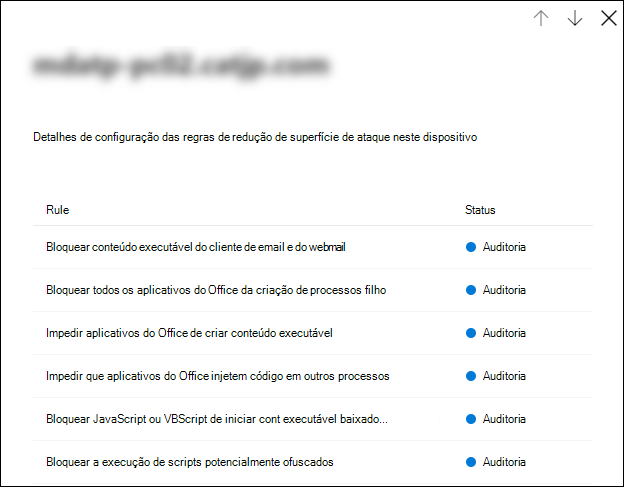 Detalhes de configuração das regras de redução de superfície de ataque neste dispositivo
Rule Status
Bloquear conteúdo executável do cliente de email e do webmail Auditoria
Bloquear todos os aplicativos do Office da criação de processos filho Auditoria
Impedir aplicativos do Office de criar conteúdo executável Auditoria
Impedir que aplicativos do Office injetem código em outros processos Auditoria
Bloquear JavaScript ou VBScript de iniciar cont executável baixado... Auditoria
Bloquear a execução de scripts potencialmente ofuscados Auditoria